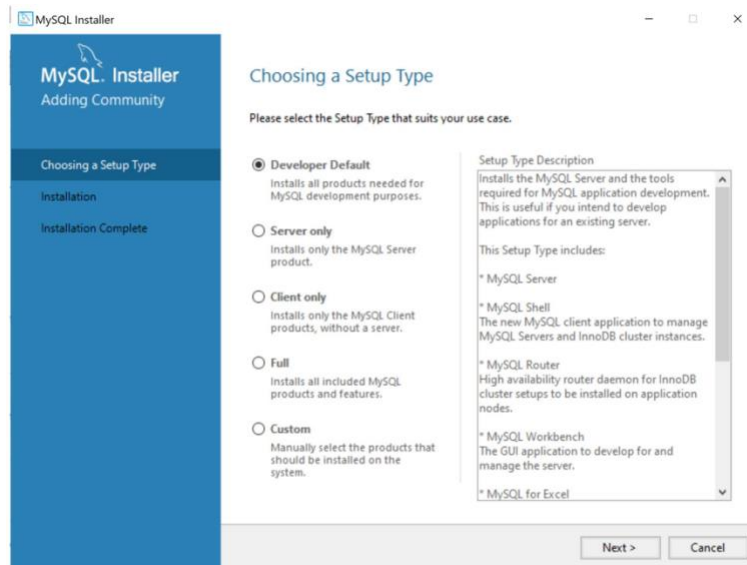 MySQL Installer
MySQL. Installer
Adding Community
Choosing a Setup Type
Installation
Installation Complete
Choosing a Setup Type
Please select the Setup Type that suits your use case.
Developer Default
Installs all products needed for
MySQL development purposes.
Server only
Installs only the MySQL Server
product.
Client only
Installs only the MySQL Client
products, without a server.
Full
Installs all included MySQL
products and features.
Custom
Manually select the products that
should be installed on the
system.
Setup Type Description
Installs the MySQL Server and the tools
required for MySQL application development.
This is useful if you intend to develop
applications for an existing server.
This Setup Type includes:
* MySQL Server
* MySQL Shell
The new MySQL client application to manage
MySQL Servers and InnoDB cluster instances.
* MySQL Router
High availability router daemon for InnoDB
cluster setups to be installed on application
nodes.
* MySQL Workbench
The GUI application to develop for and
manage the server.
* MySQL for Excel
Next >
Cancel